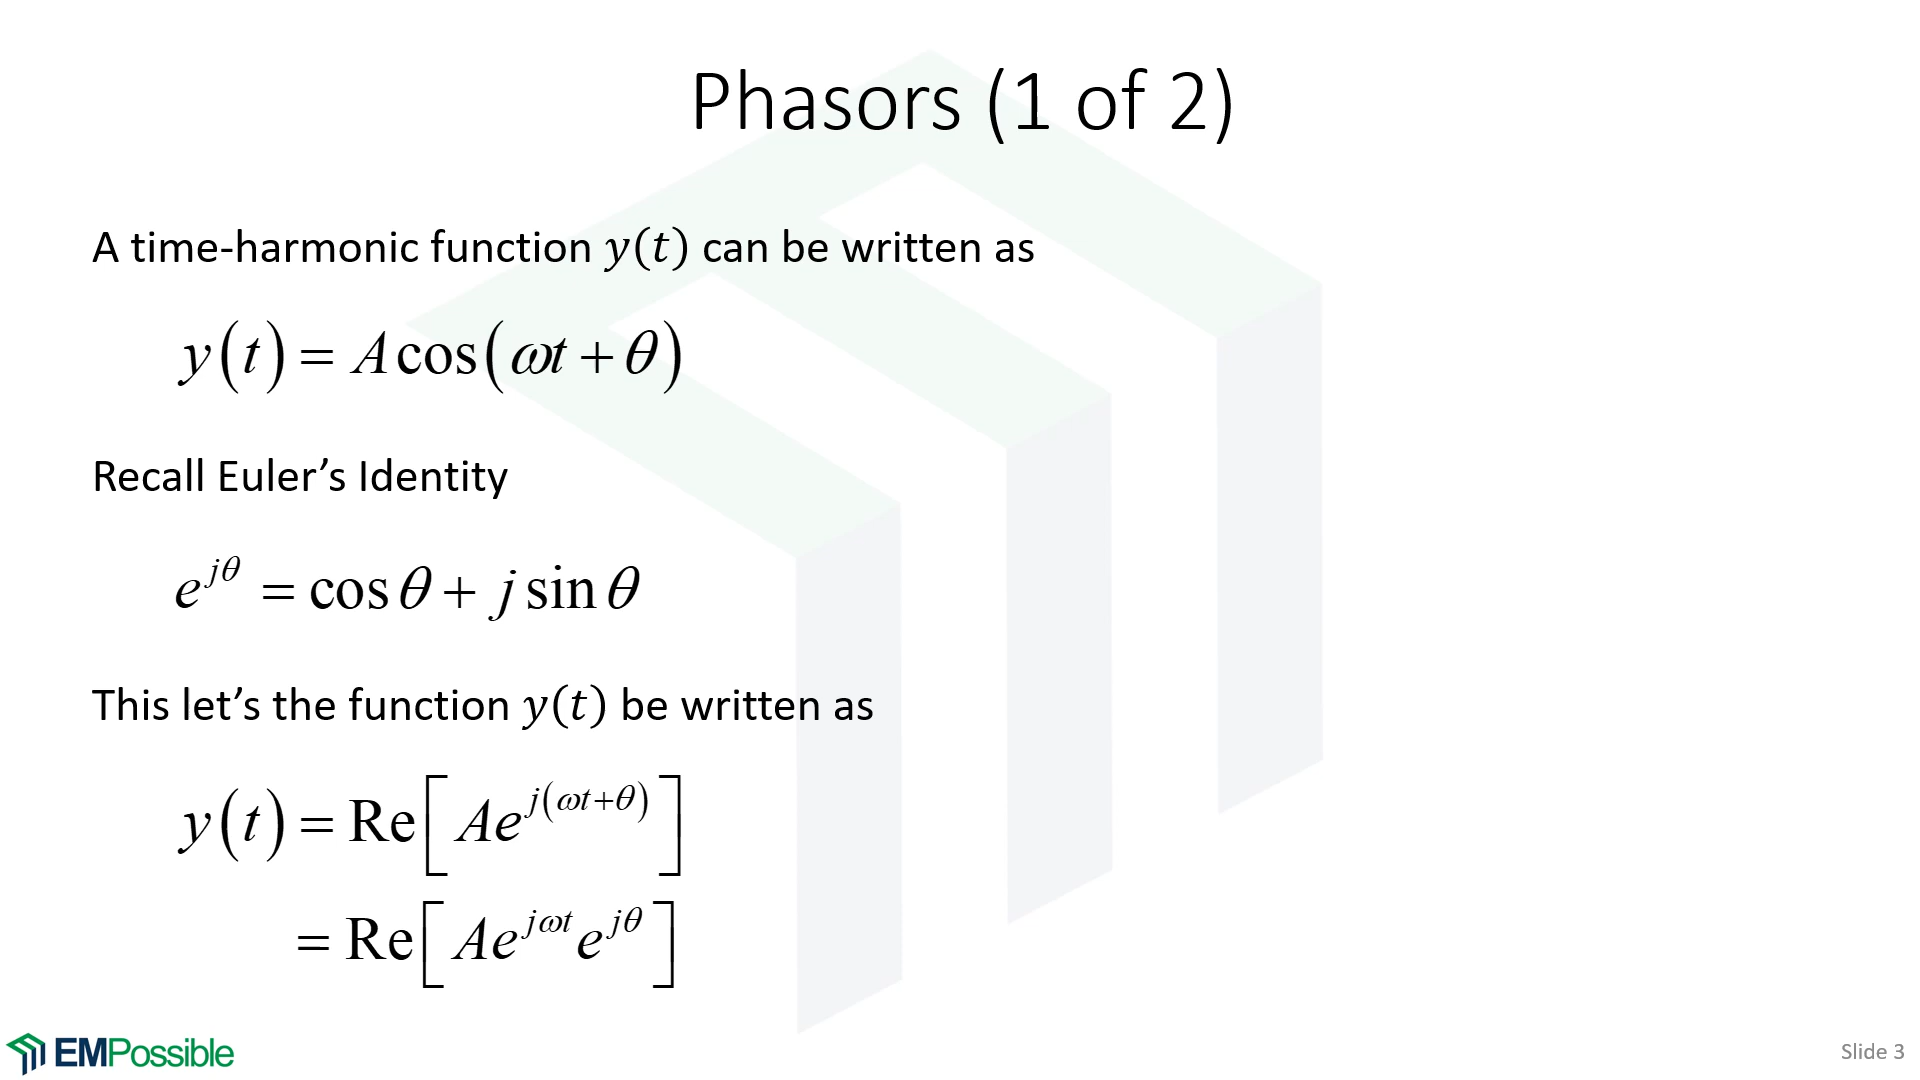 Phasors (1 of 2)
A time-harmonic function y(t) can be written as
y(t) = A cos(ωt + θ)
Recall Euler’s Identity
e^{jθ} = cos θ + j sin θ
This let’s the function y(t) be written as
y(t) = Re[Ae^{j(ωt+θ)}]
= Re[Ae^{jωt}e^{jθ}]
EMPossible
Slide 3